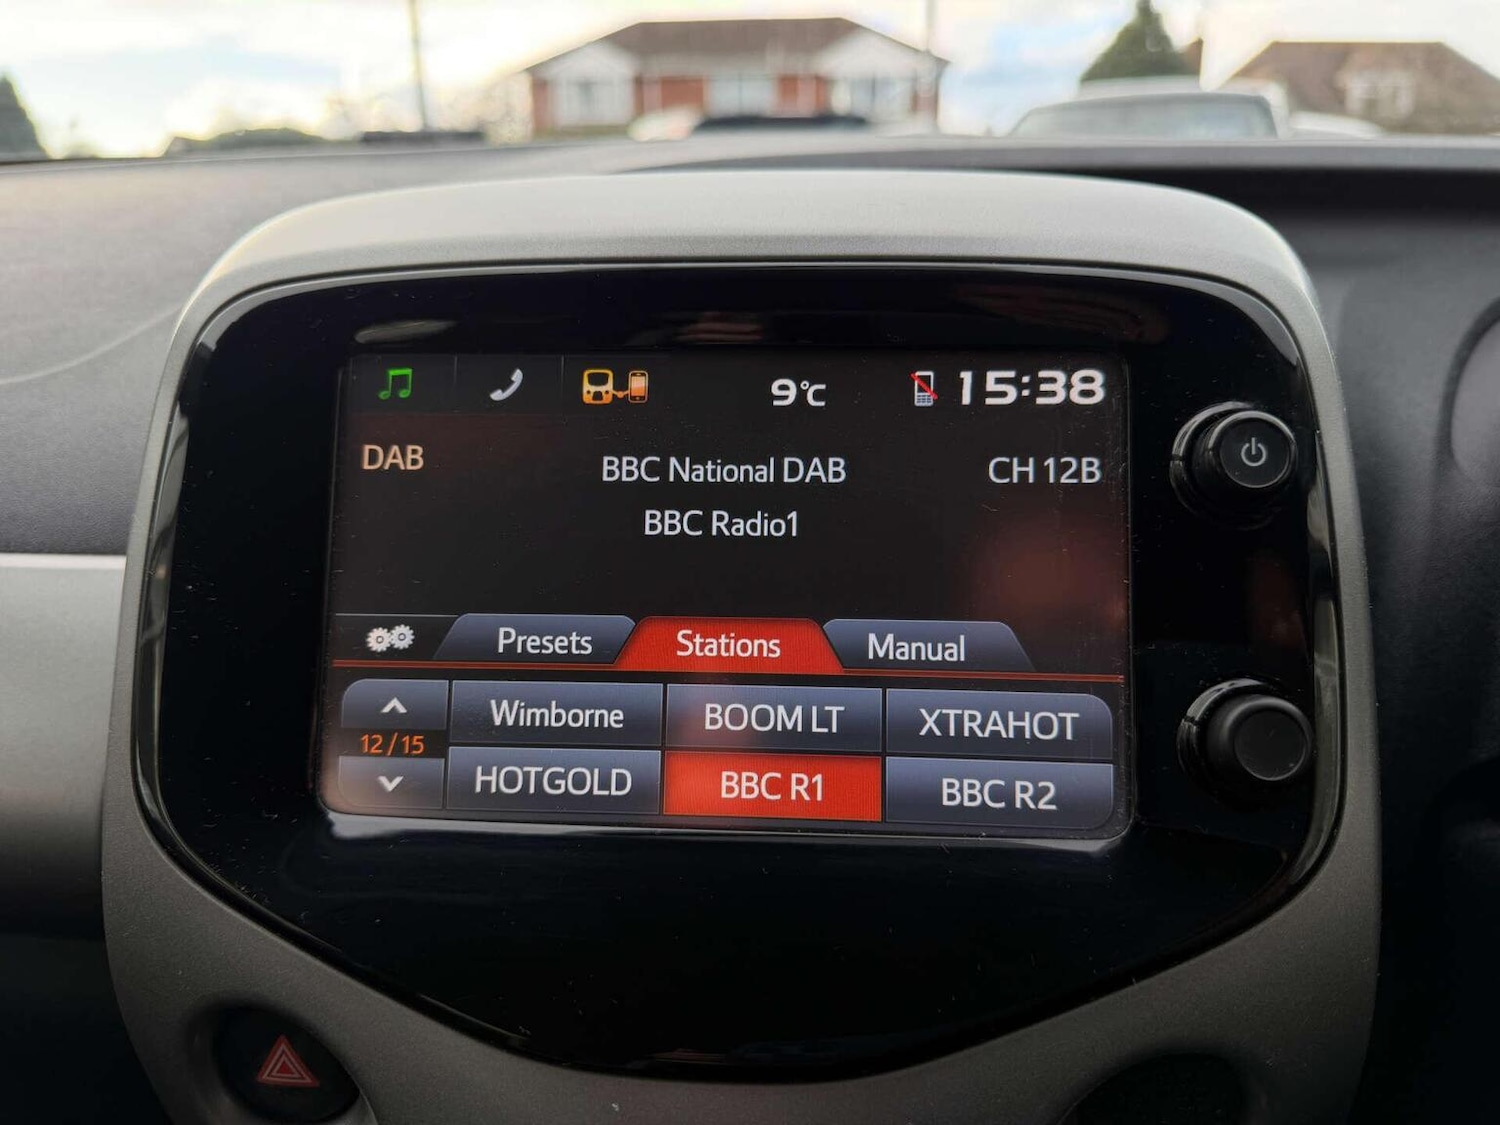 9°C
15:38
DAB
BBC National DAB
CH 12B
BBC Radio1
Presets
Stations
Manual
Wimborne
BOOM LT
XTRAHOT
12/15
HOTGOLD
BBC R1
BBC R2